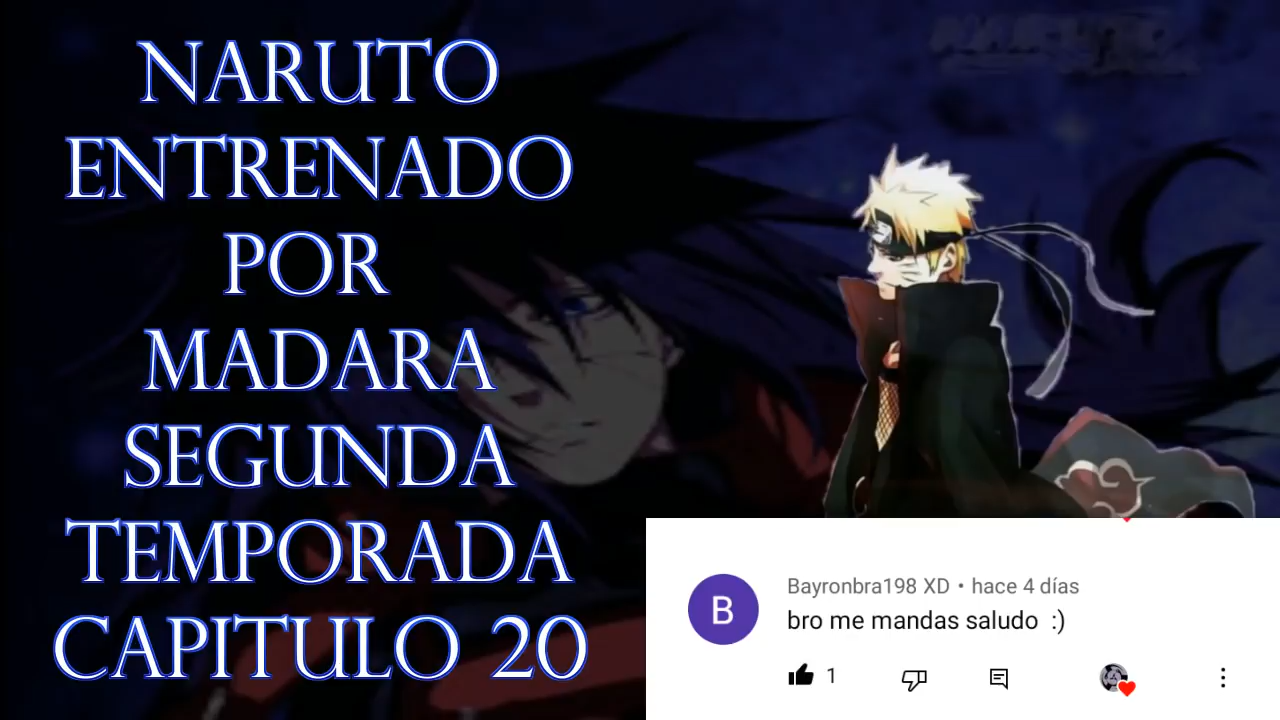 NARUTO
ENTRENADO
POR
MADARA
SEGUNDA
TEMPORADA
CAPITULO 20
B
Bayronbra198 XD • hace 4 días
bro me mandas saludo :)
1